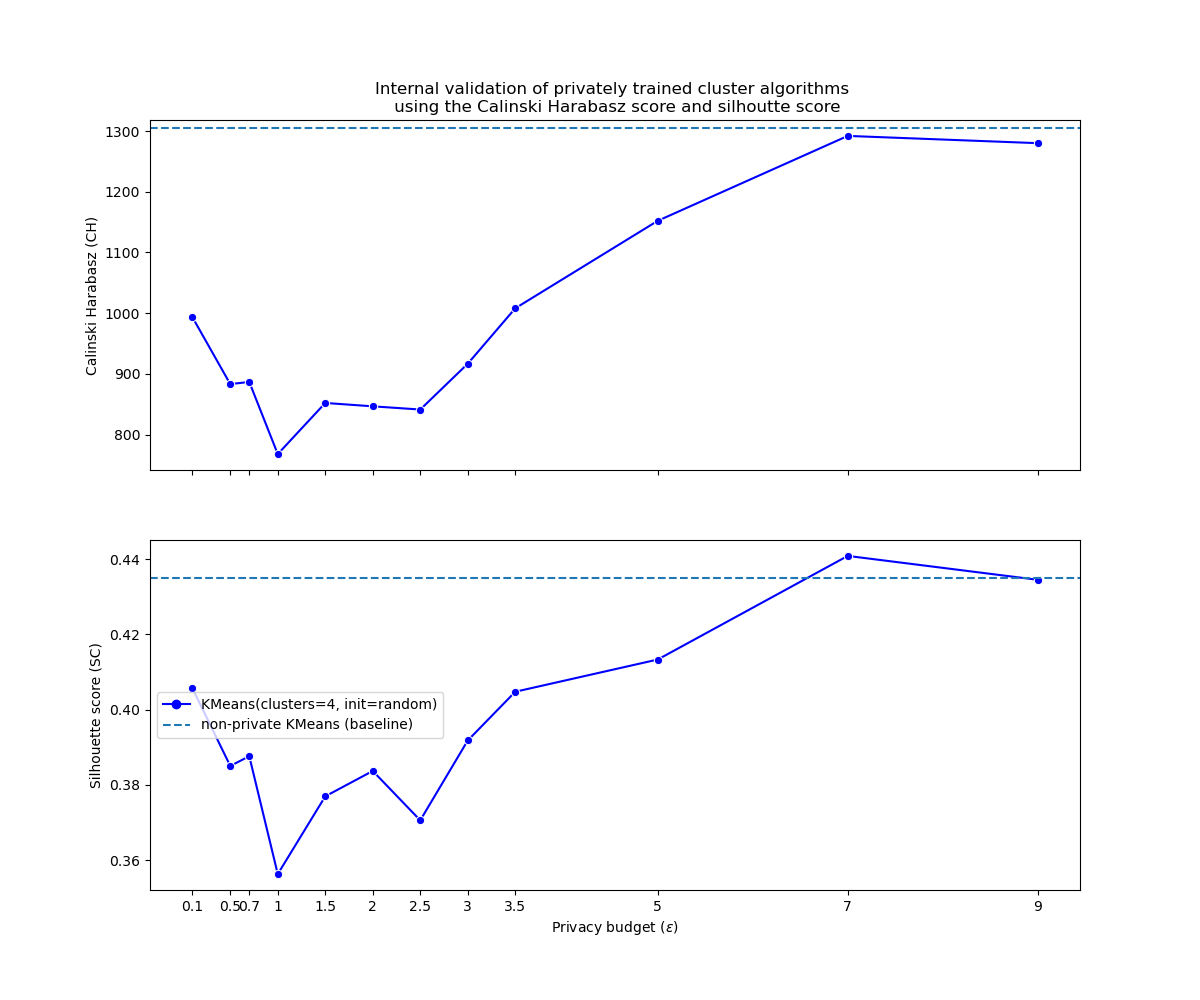 Internal validation of privately trained cluster algorithms
using the Calinski Harabasz score and silhoutte score
Calinski Harabasz (CH)
1300
1200
1100
1000
900
800
Silhouette score (SC)
0.44
0.42
0.40
0.38
0.36
KMeans(clusters=4, init=random)
non-private KMeans (baseline)
0.1 0.5 0.7 1 1.5 2 2.5 3 3.5 5 7 9
Privacy budget (ε)